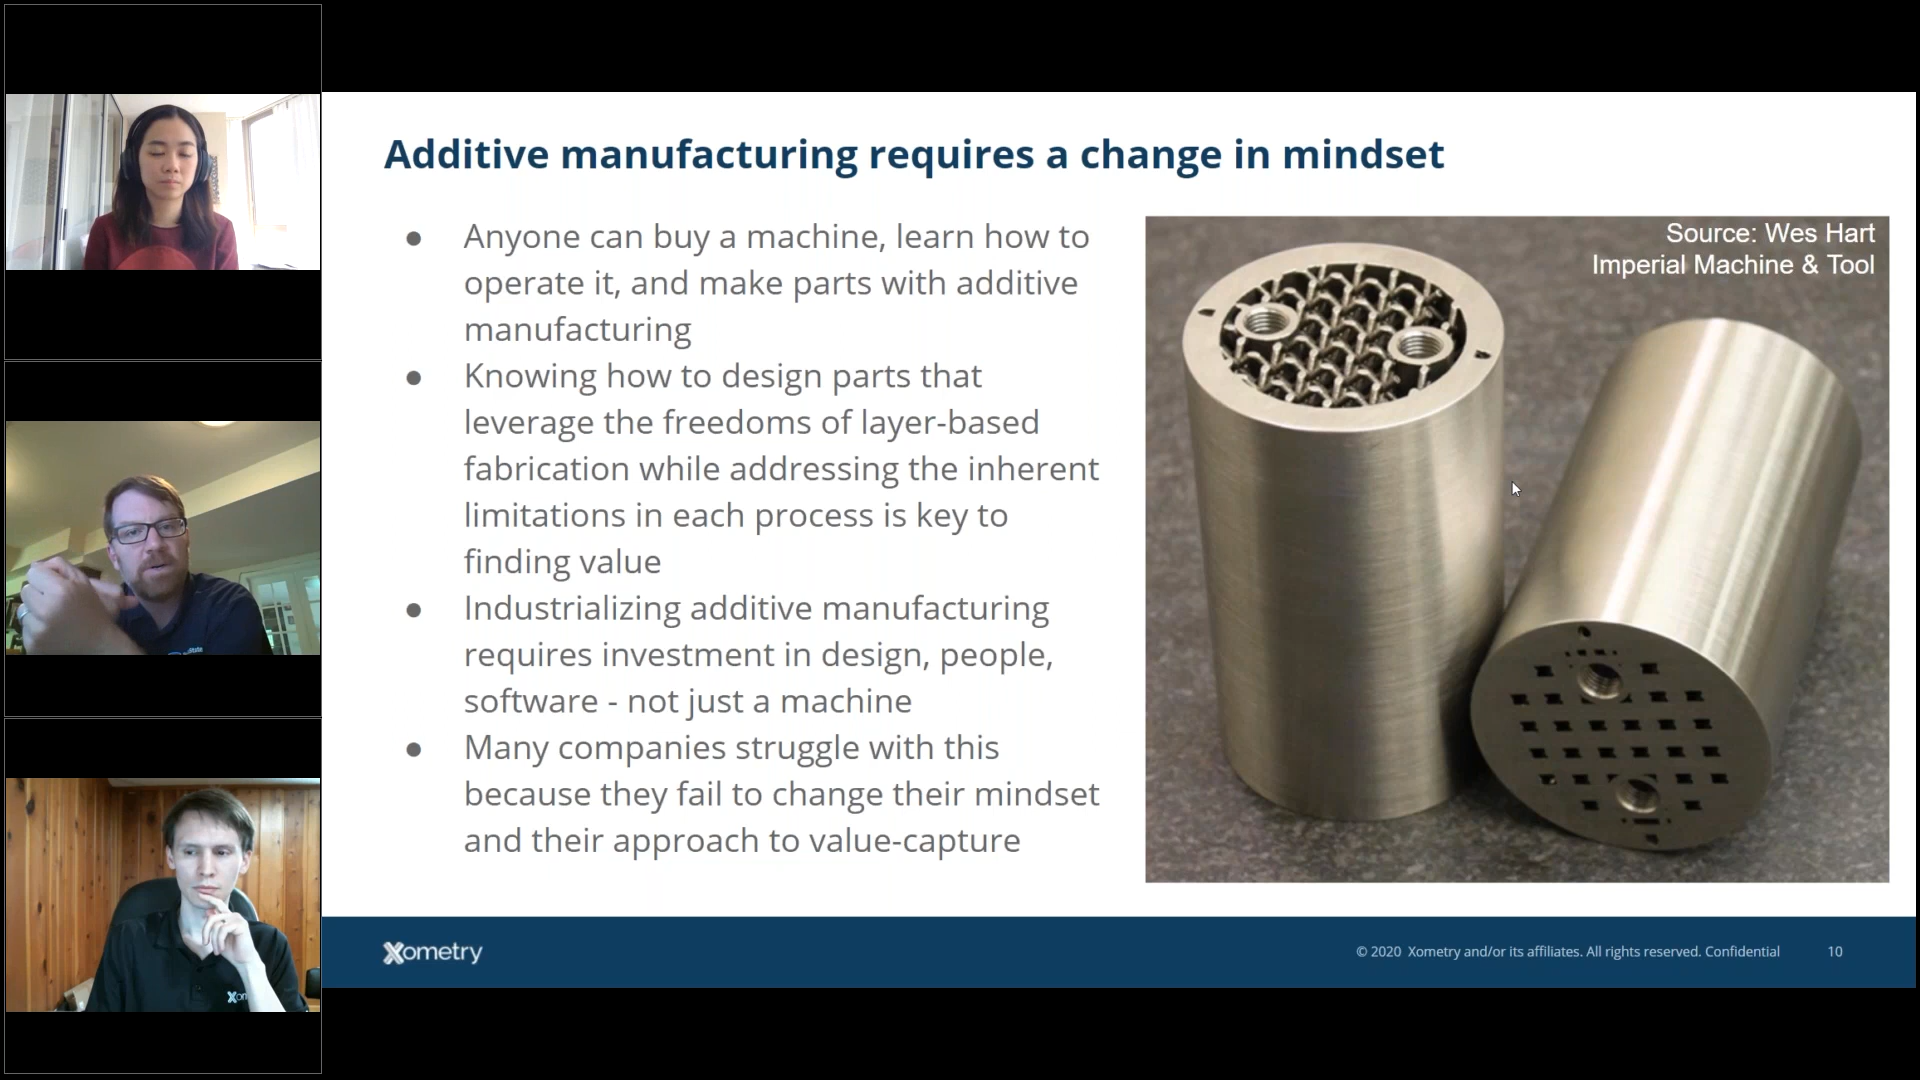 Additive manufacturing requires a change in mindset
● Anyone can buy a machine, learn how to
operate it, and make parts with additive
manufacturing
● Knowing how to design parts that
leverage the freedoms of layer-based
fabrication while addressing the inherent
limitations in each process is key to
finding value
● Industrializing additive manufacturing
requires investment in design, people,
software - not just a machine
● Many companies struggle with this
because they fail to change their mindset
and their approach to value-capture
Source: Wes Hart
Imperial Machine & Tool
Xometry
© 2020 Xometry and/or its affiliates. All rights reserved. Confidential
10